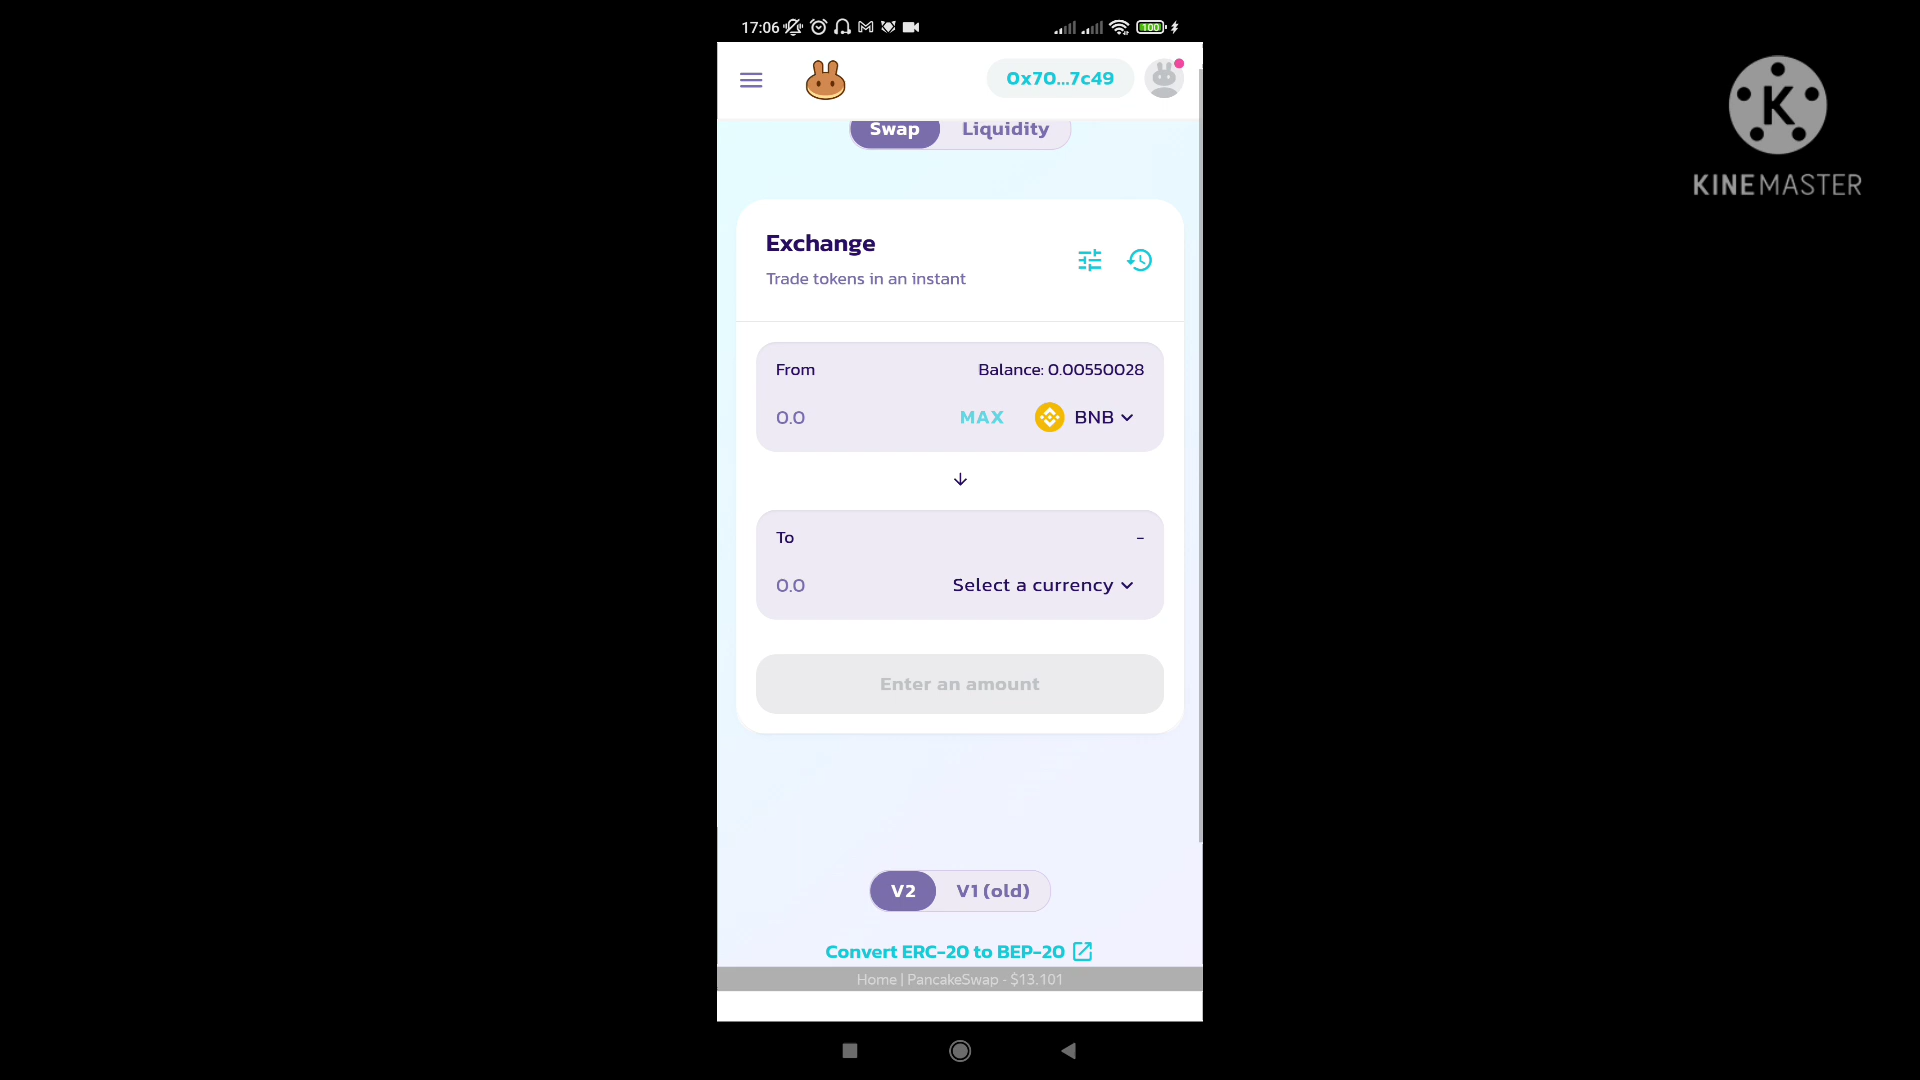 17:06
100
0x70...7c49
Swap
Liquidity
Exchange
Trade tokens in an instant
From
Balance: 0.00550028
0.0
MAX
BNB
To
-
0.0
Select a currency
Enter an amount
V2
V1 (old)
Convert ERC-20 to BEP-20
Home | PancakeSwap - $13.101
K
KINEMASTER